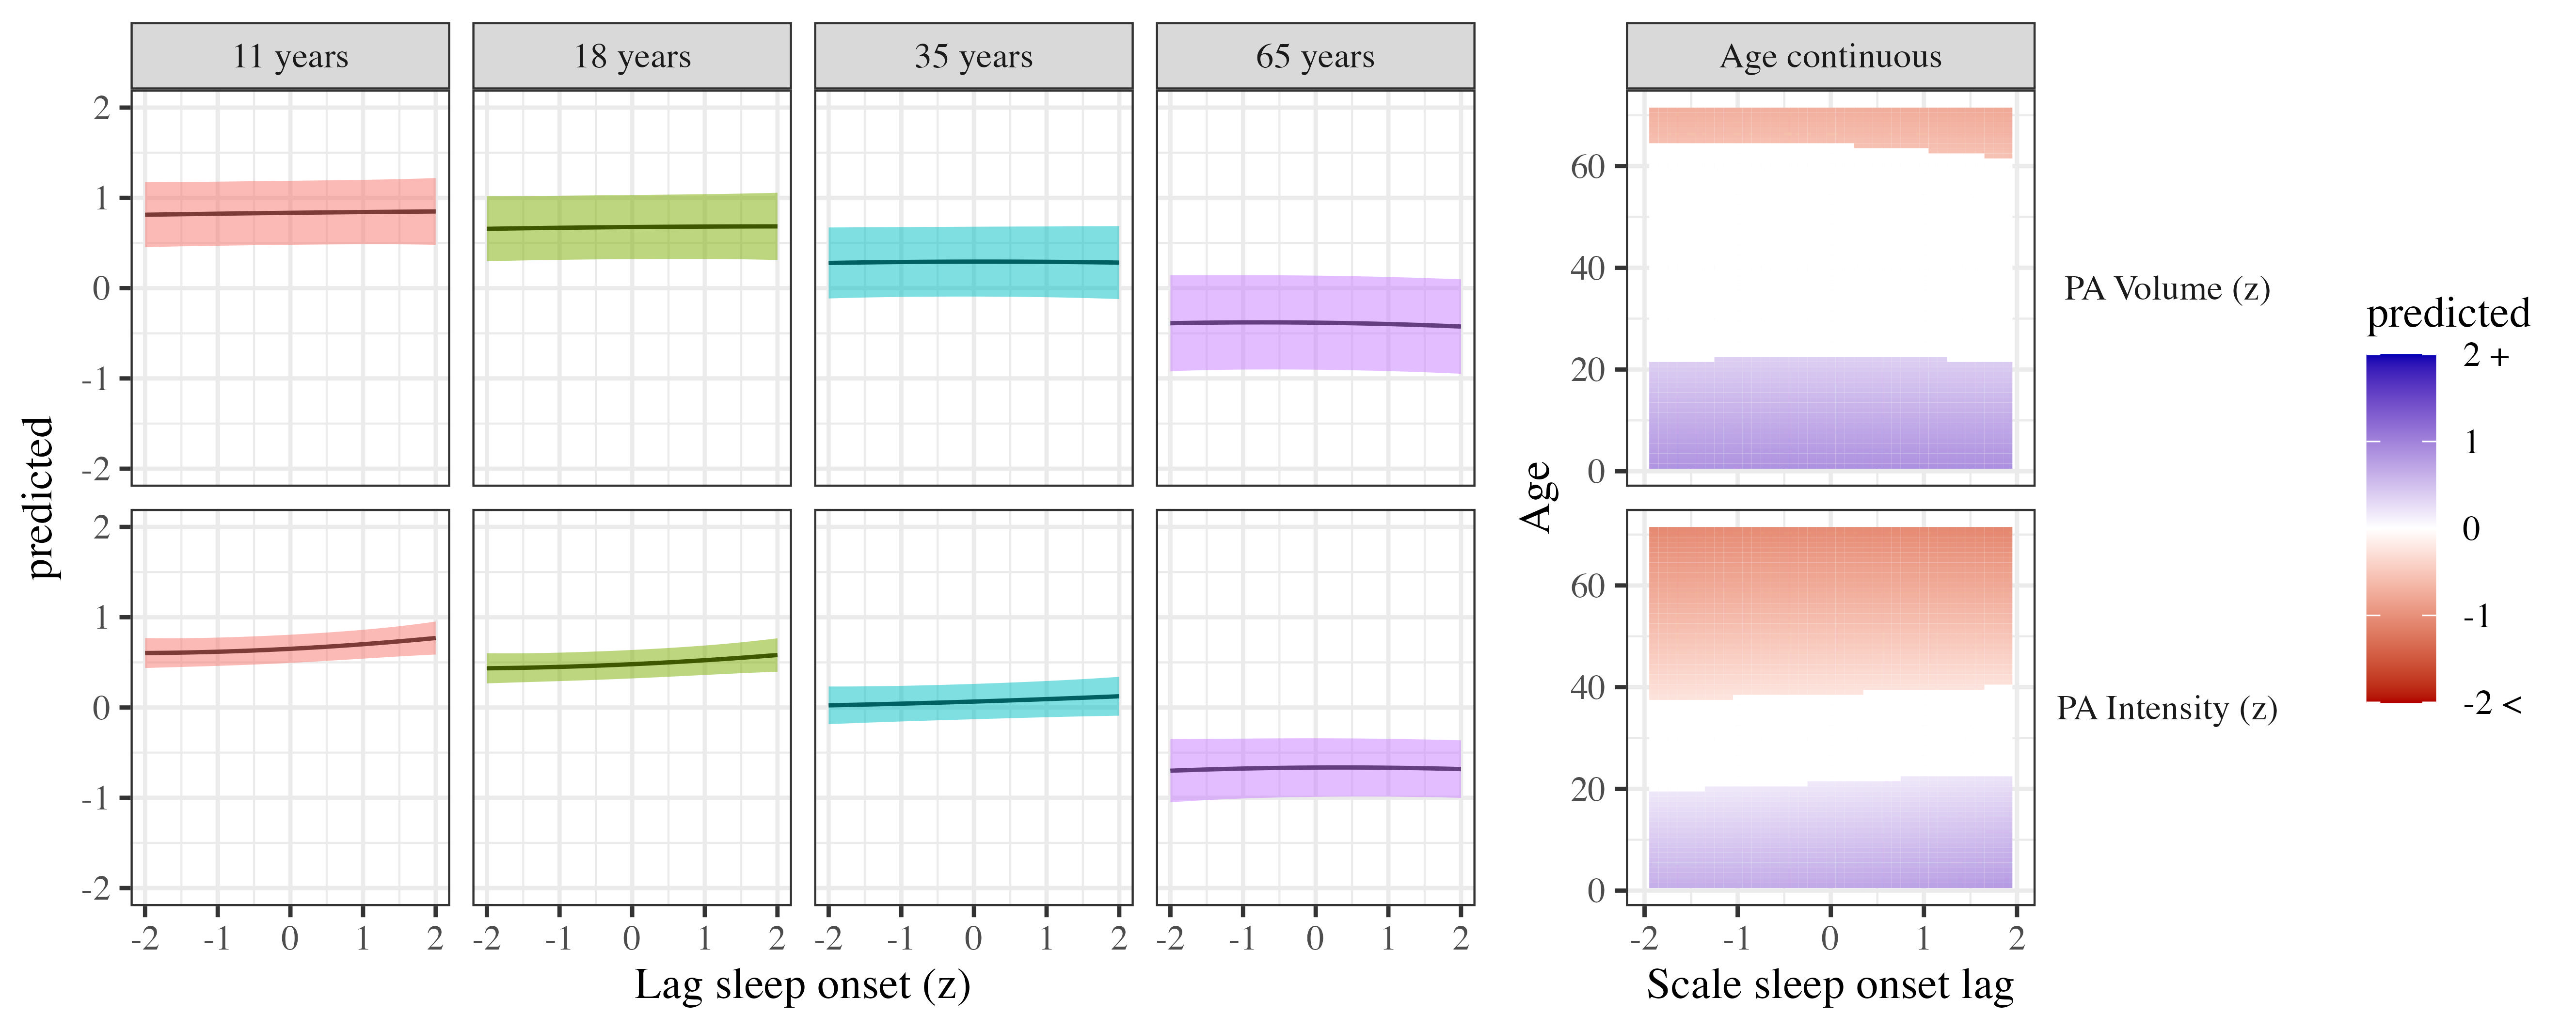 11 years
18 years
35 years
65 years
Age continuous
predicted
2
1
0
-1
-2
2
1
0
-1
-2
-2 -1 0 1 2
-2 -1 0 1 2
-2 -1 0 1 2
-2 -1 0 1 2
Lag sleep onset (z)
Age
60
40
20
0
60
40
20
0
-2 -1 0 1 2
Scale sleep onset lag
PA Volume (z)
PA Intensity (z)
predicted
2 +
1
0
-1
-2 <